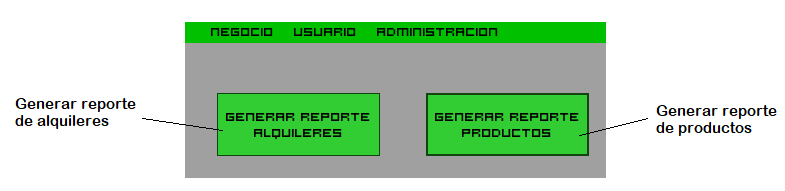 NEGOCIO USUARIO ADMINISTRACION
Generar reporte
de alquileres
GENERAR REPORTE
ALQUILERES
GENERAR REPORTE
PRODUCTOS
Generar reporte
de productos